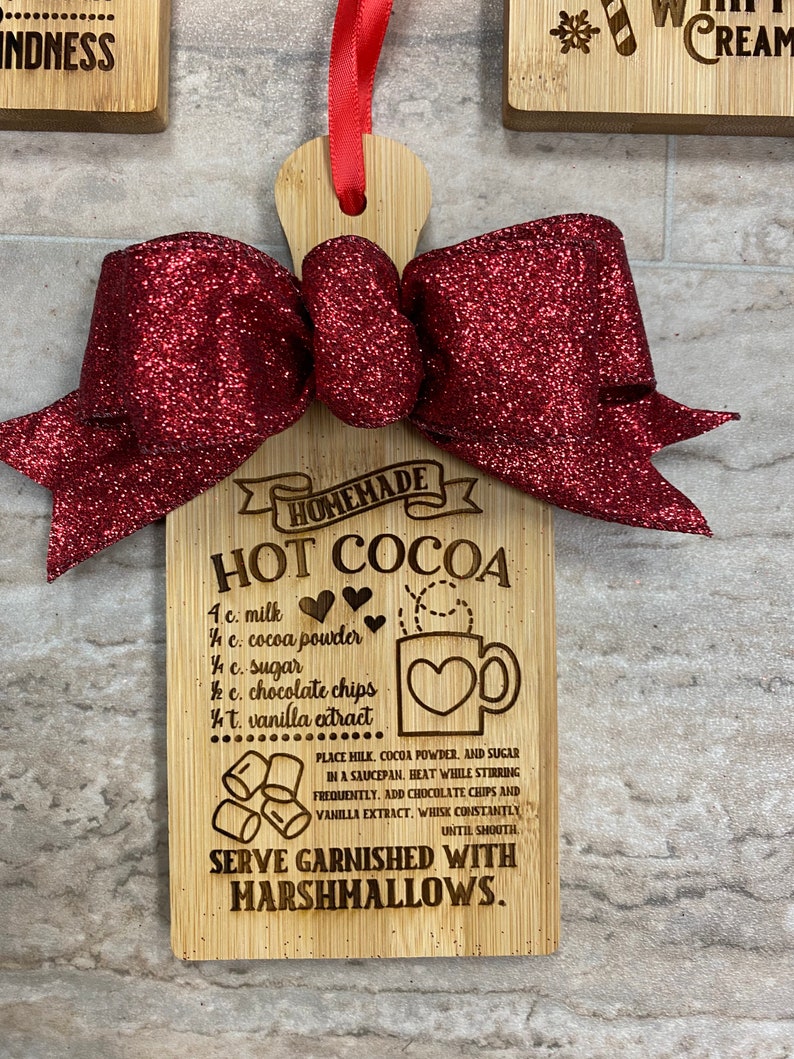 INDNESS
CREAM
HOMEMADE
HOT COCOA
4 c. milk
¼ c. cocoa powder
¼ c. sugar
½ c. chocolate chips
¼ t. vanilla extract
PLACE MILK, COCOA POWDER, AND SUGAR
IN A SAUCEPAN. HEAT WHILE STIRRING
FREQUENTLY. ADD CHOCOLATE CHIPS AND
VANILLA EXTRACT. WHISK CONSTANTLY
UNTIL SMOOTH.
SERVE GARNISHED WITH
MARSHMALLOWS.